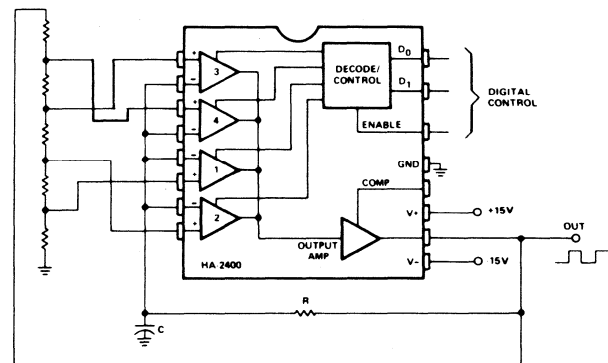 +
−
3
+
−
4
−
1
+
−
2
+
DECODE/
CONTROL
D0
D1
ENABLE
DIGITAL
CONTROL
GND
COMP
V+
+15V
OUTPUT
AMP
OUT
V−
15V
HA-2400
R
C